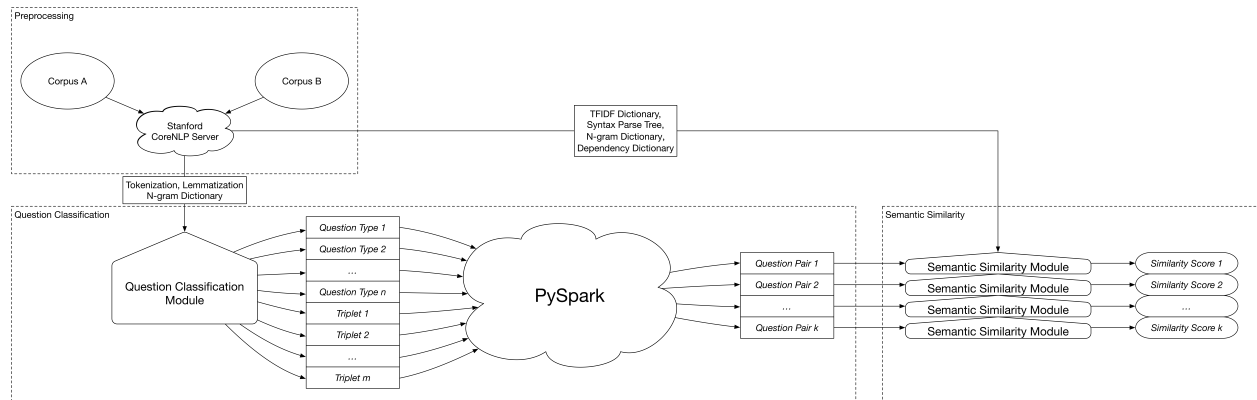 Preprocessing
Corpus A
Corpus B
Stanford
CoreNLP Server
TFIDF Dictionary,
Syntax Parse Tree,
N-gram Dictionary,
Dependency Dictionary
Tokenization, Lemmatization
N-gram Dictionary
Question Classification
Question Classification
Module
Question Type 1
Question Type 2
...
Question Type n
Triplet 1
Triplet 2
...
Triplet m
PySpark
Question Pair 1
Question Pair 2
...
Question Pair k
Semantic Similarity
Semantic Similarity Module
Semantic Similarity Module
Semantic Similarity Module
Semantic Similarity Module
Similarity Score 1
Similarity Score 2
...
Similarity Score k